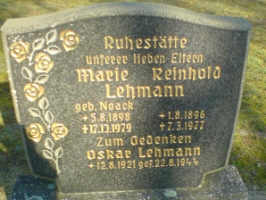 Ruhestätte
unserer lieben Eltern
Marie Reinhold
Lehmann
geb. Noack
*5.8.1898 *1.8.1896
✝17.12.1979 ✝7.3.1977
Zum Gedenken
Oskar Lehmann
*12.8.1921 gef.22.8.1944